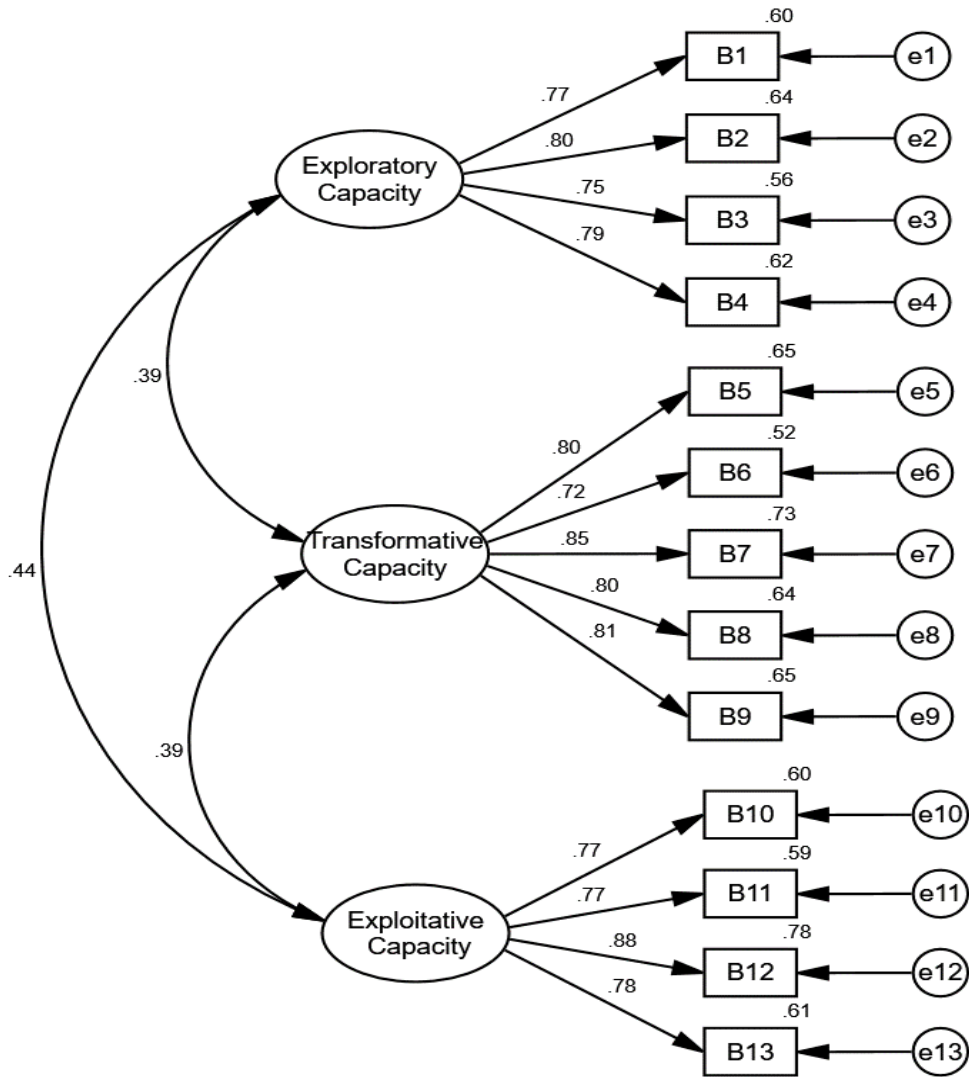 .60
B1
e1
.77
.64
B2
e2
.80
Exploratory
Capacity
.56
B3
e3
.75
.79
.62
B4
e4
.39
.65
B5
e5
.80
.52
B6
e6
.72
.73
Transformative
Capacity
.85
B7
e7
.44
.80
.64
B8
e8
.81
.65
B9
e9
.39
.60
B10
e10
.77
.59
B11
e11
.77
Exploitative
Capacity
.78
.88
B12
e12
.78
.61
B13
e13